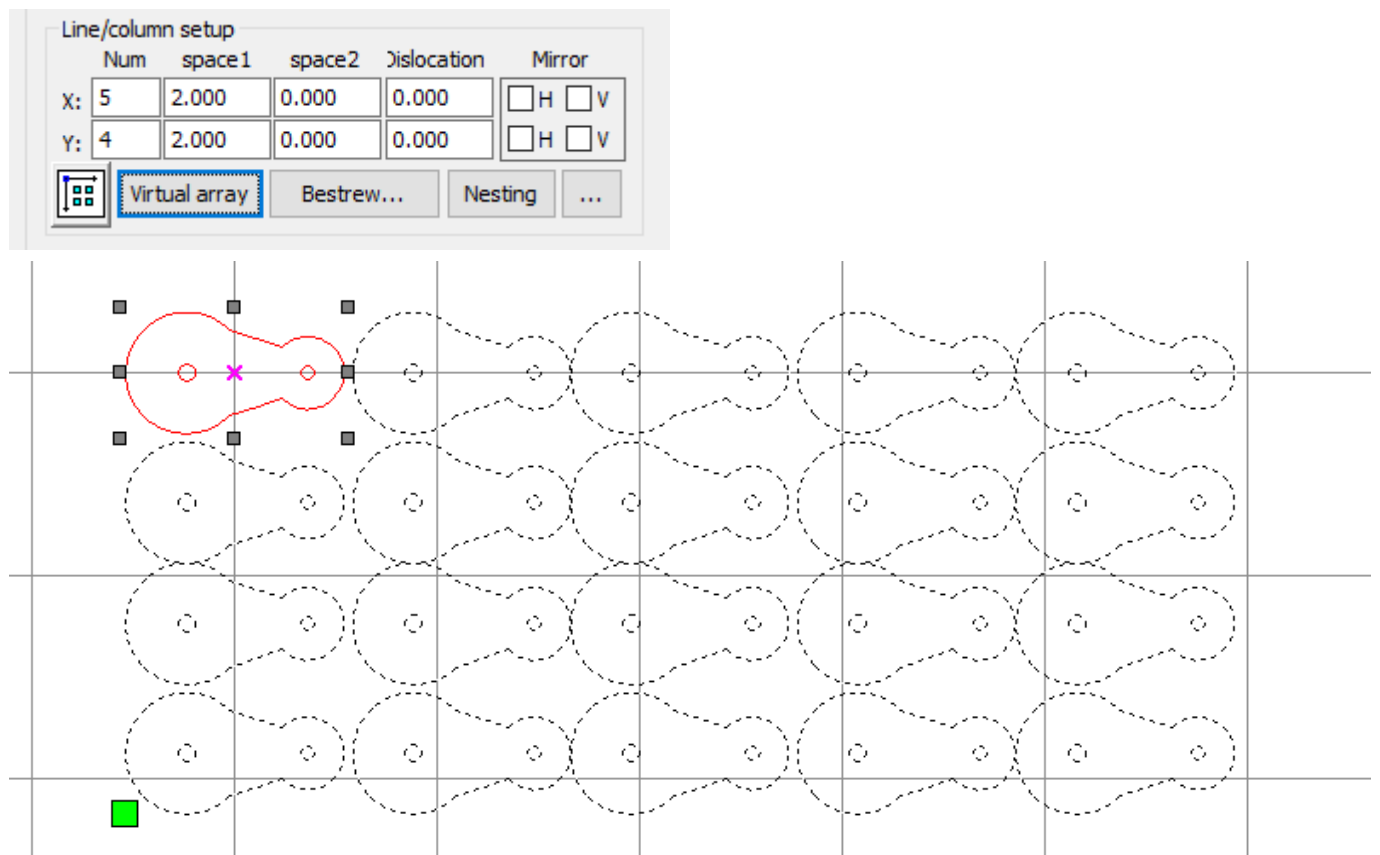 Line/column setup
Num space1 space2 Dislocation Mirror
X: 5 2.000 0.000 0.000 H V
Y: 4 2.000 0.000 0.000 H V
Virtual array Bestrew... Nesting ...